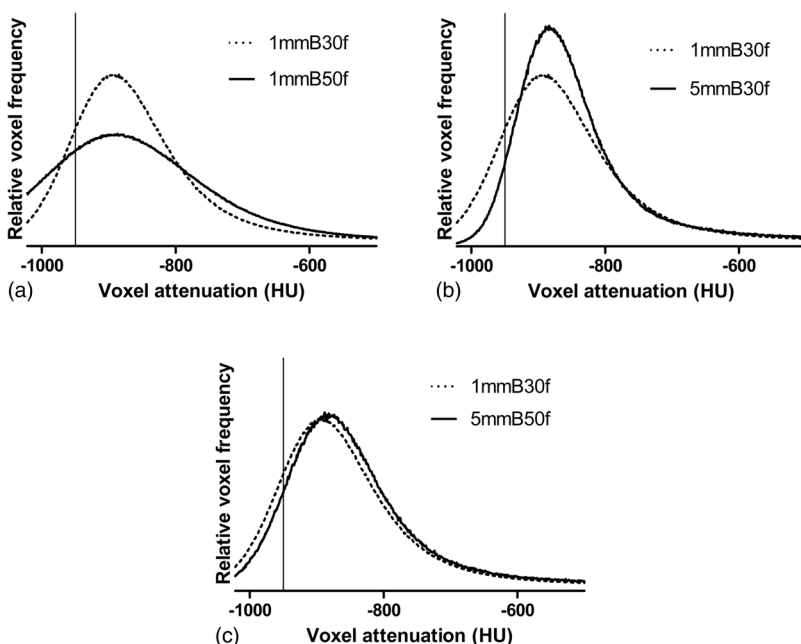 1mmB30f
1mmB50f
Relative voxel frequency
-1000 -800 -600
Voxel attenuation (HU)
(a)
1mmB30f
5mmB30f
Relative voxel frequency
-1000 -800 -600
Voxel attenuation (HU)
(b)
1mmB30f
5mmB50f
Relative voxel frequency
-1000 -800 -600
Voxel attenuation (HU)
(c)